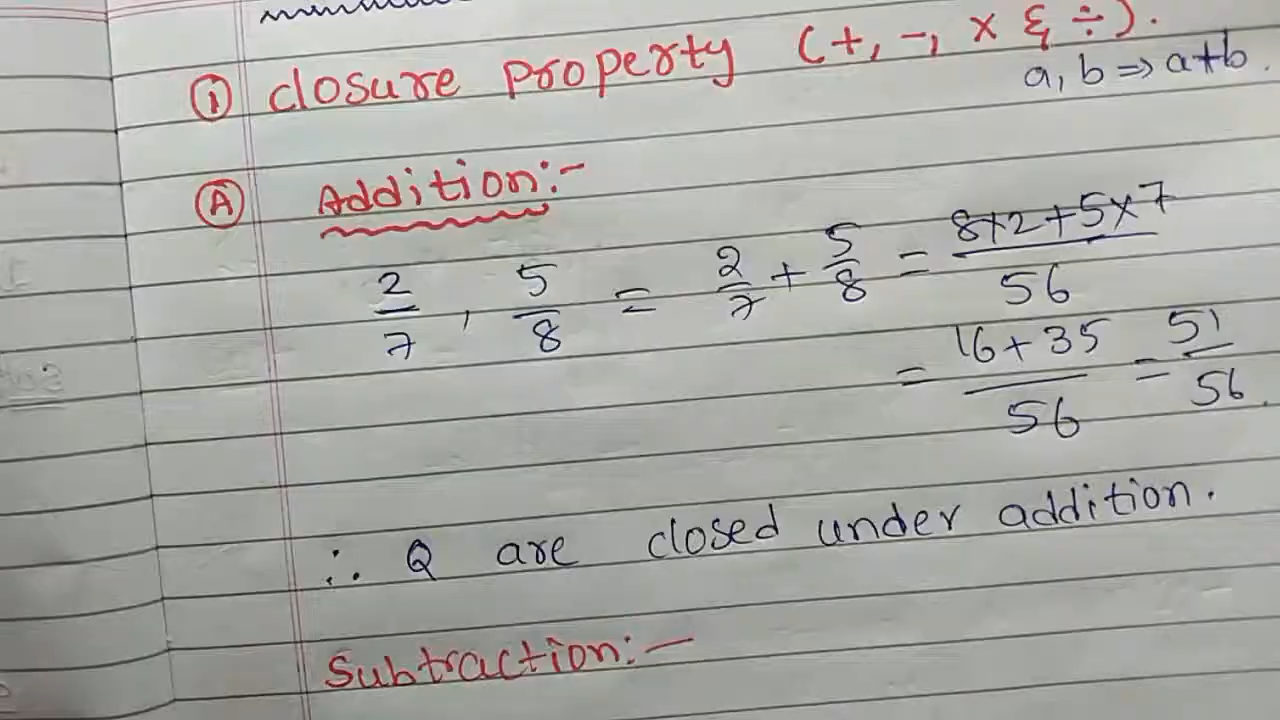 ① closure property (+, -, × & ÷).
a, b ⇒ a+b.
Ⓐ Addition:-
2/7, 5/8 = 2/7 + 5/8 = 8×2+5×7/56
= 16+35/56 = 51/56.
∴ Q are closed under addition.
Subtraction:-